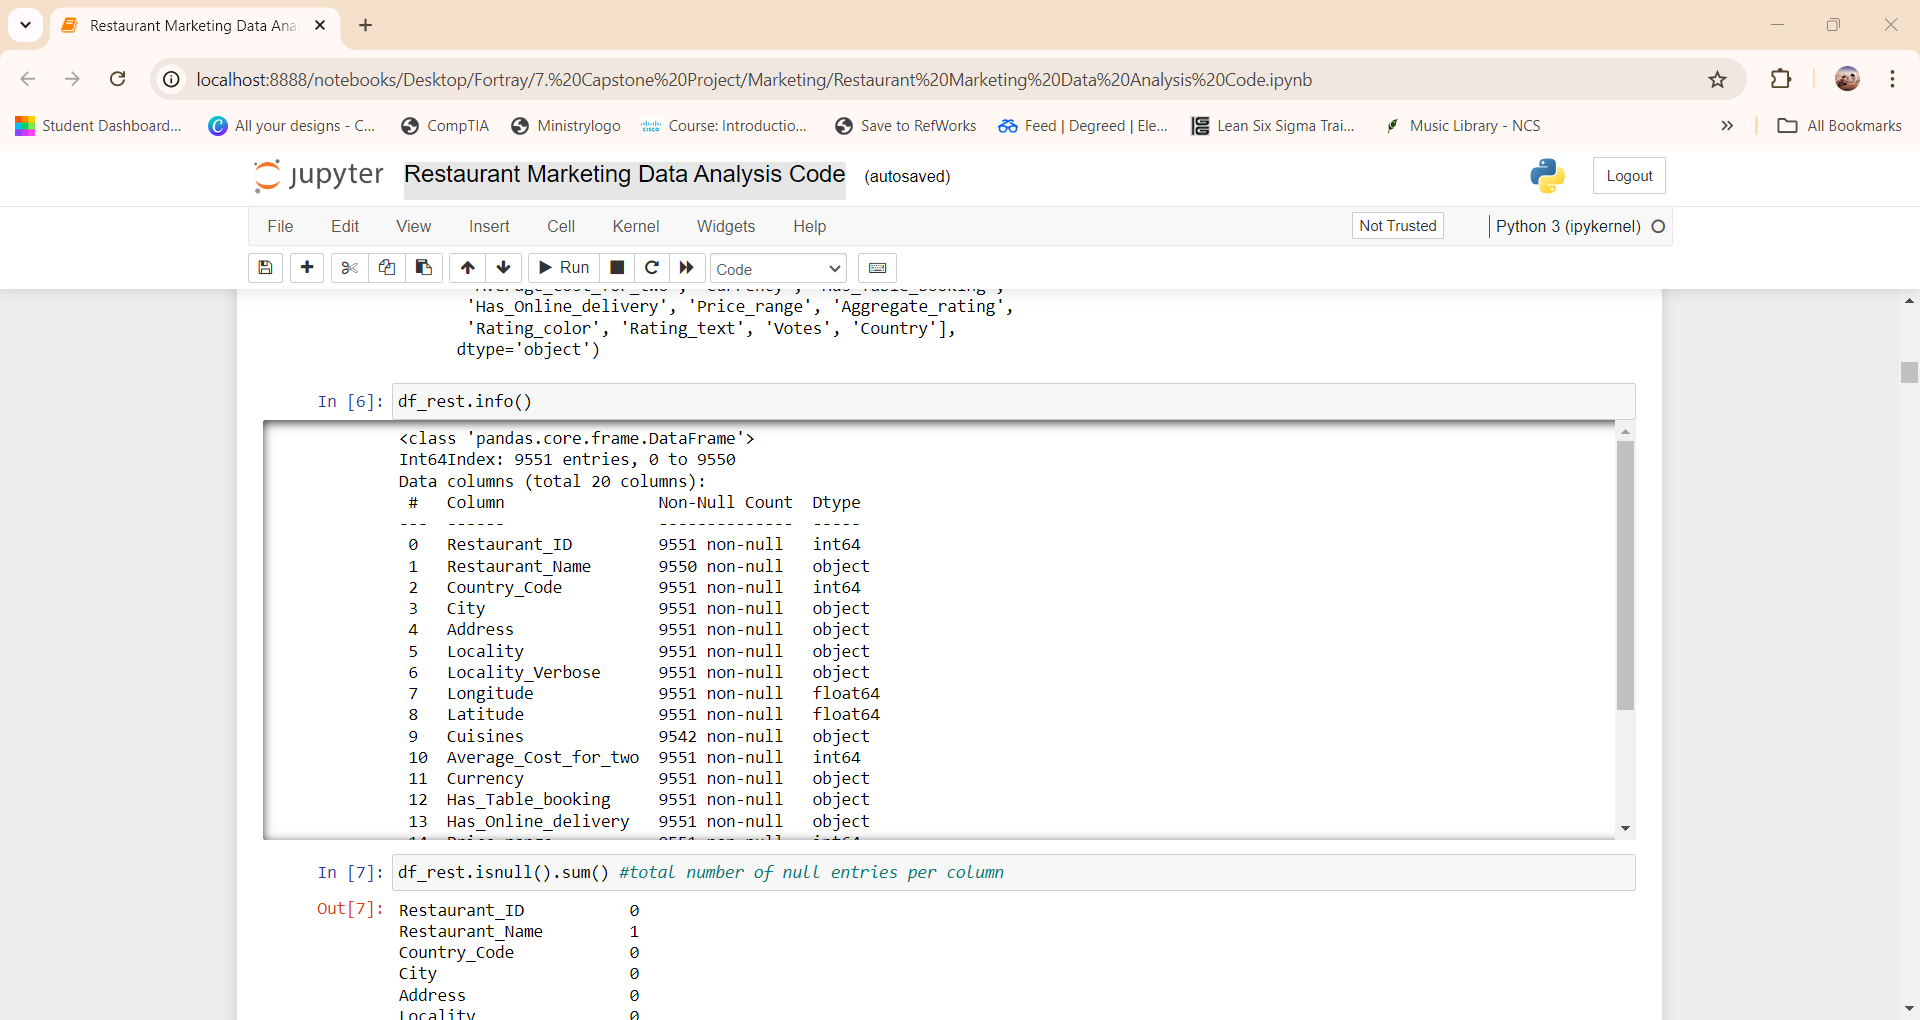 Restaurant Marketing Data Ana
localhost:8888/notebooks/Desktop/Fortray/7.%20Capstone%20Project/Marketing/Restaurant%20Marketing%20Data%20Analysis%20Code.ipynb
Student Dashboard... All your designs - C... CompTIA Ministrylogo Course: Introductio... Save to RefWorks Feed | Degreed | Ele... Lean Six Sigma Trai... Music Library - NCS » All Bookmarks
jupyter Restaurant Marketing Data Analysis Code (autosaved) Logout
File Edit View Insert Cell Kernel Widgets Help Not Trusted Python 3 (ipykernel)
Run Code
'Average_Cost_for_two', 'Currency', 'Has_Table_booking',
'Has_Online_delivery', 'Price_range', 'Aggregate_rating',
'Rating_color', 'Rating_text', 'Votes', 'Country'],
dtype='object')
In [6]: df_rest.info()
<class 'pandas.core.frame.DataFrame'>
Int64Index: 9551 entries, 0 to 9550
Data columns (total 20 columns):
# Column Non-Null Count Dtype
--- ------ -------------- -----
0 Restaurant_ID 9551 non-null int64
1 Restaurant_Name 9550 non-null object
2 Country_Code 9551 non-null int64
3 City 9551 non-null object
4 Address 9551 non-null object
5 Locality 9551 non-null object
6 Locality_Verbose 9551 non-null object
7 Longitude 9551 non-null float64
8 Latitude 9551 non-null float64
9 Cuisines 9542 non-null object
10 Average_Cost_for_two 9551 non-null int64
11 Currency 9551 non-null object
12 Has_Table_booking 9551 non-null object
13 Has_Online_delivery 9551 non-null object
14 Price_range 9551 non-null int64
In [7]: df_rest.isnull().sum() #total number of null entries per column
Out[7]: Restaurant_ID 0
Restaurant_Name 1
Country_Code 0
City 0
Address 0
Locality 0